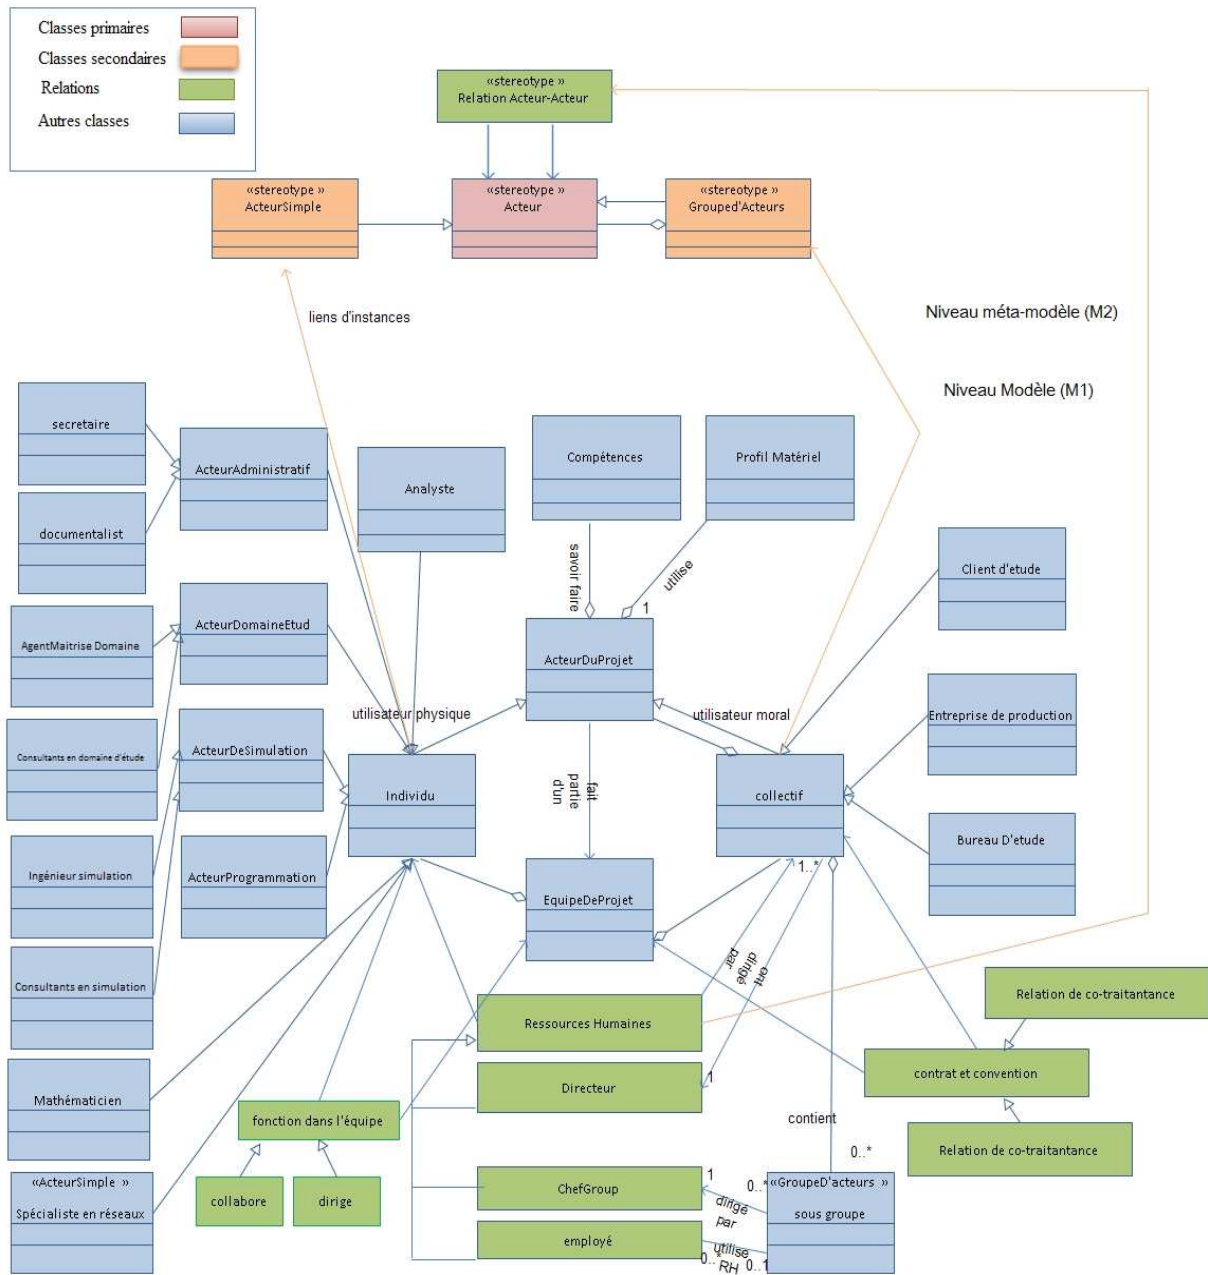 Classes primaires
Classes secondaires
Relations
Autres classes
«stereotype »
Relation Acteur-Acteur
«stereotype »
ActeurSimple
«stereotype »
Acteur
«stereotype »
Grouped'Acteurs
liens d'instances
Niveau méta-modèle (M2)
Niveau Modèle (M1)
secretaire
ActeurAdministratif
documentalist
Analyste
Compétences
Profil Matériel
savoir faire
utilise
1
Client d'etude
AgentMaitrise Domaine
ActeurDomaineEtud
ActeurDuProjet
utilisateur physique
utilisateur moral
Entreprise de production
Consultants en domaine d'étude
ActeurDeSimulation
Individu
fait
partie
d'un
collectif
Bureau D'etude
Ingénieur simulation
ActeurProgrammation
EquipeDeProjet
1..*
Consultants en simulation
dirigé
par
ont
Ressources Humaines
Relation de co-traitantance
Directeur
1
contrat et convention
Mathématicien
fonction dans l'équipe
contient
0..*
Relation de co-traitantance
collabore
dirige
ChefGroup
1
0..*
dirigé
par
«GroupeD'acteurs »
sous groupe
«ActeurSimple »
Spécialiste en réseaux
employé
0..*
utilise
RH
0..1